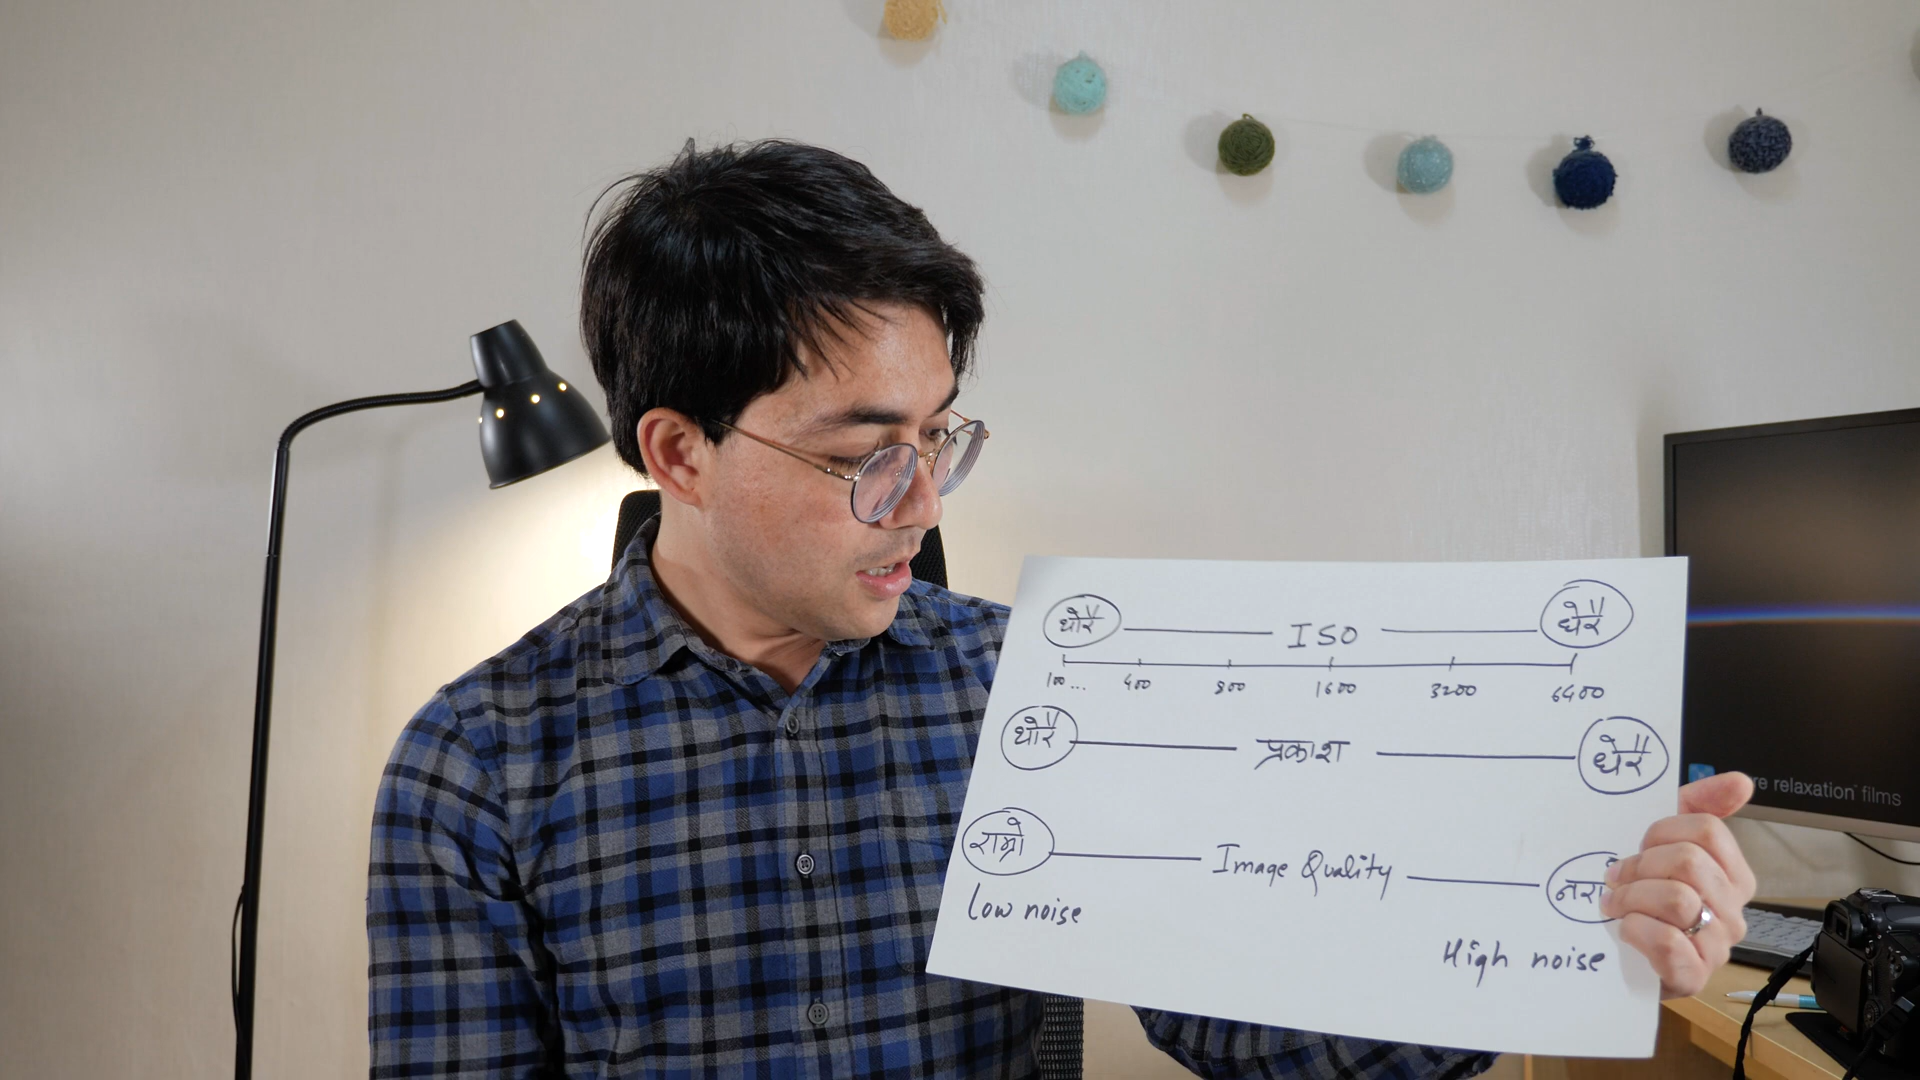 थोरै ISO धेरै
100... 400 800 1600 3200 6400
थोरै प्रकाश धेरै
राम्रो Image Quality
Low noise
High noise
relaxation films